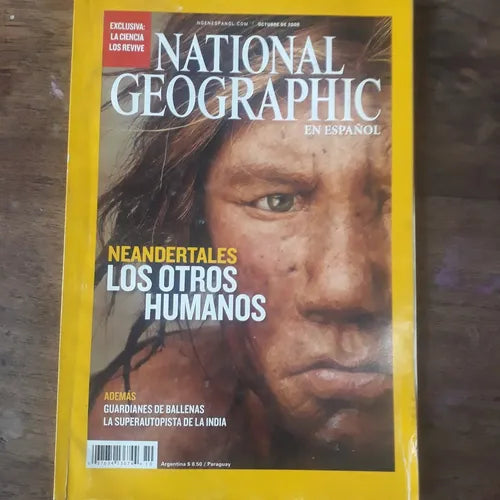 EXCLUSIVA:
LA CIENCIA
LOS REVIVE
NGENESPANOL.COM
OCTUBRE DE 2008
NATIONAL
GEOGRAPHIC
EN ESPAÑOL
NEANDERTALES
LOS OTROS
HUMANOS
ADEMÁS
GUARDIANES DE BALLENAS
LA SUPERAUTOPISTA DE LA INDIA
10
Argentina $ 8.50 / Paraguay